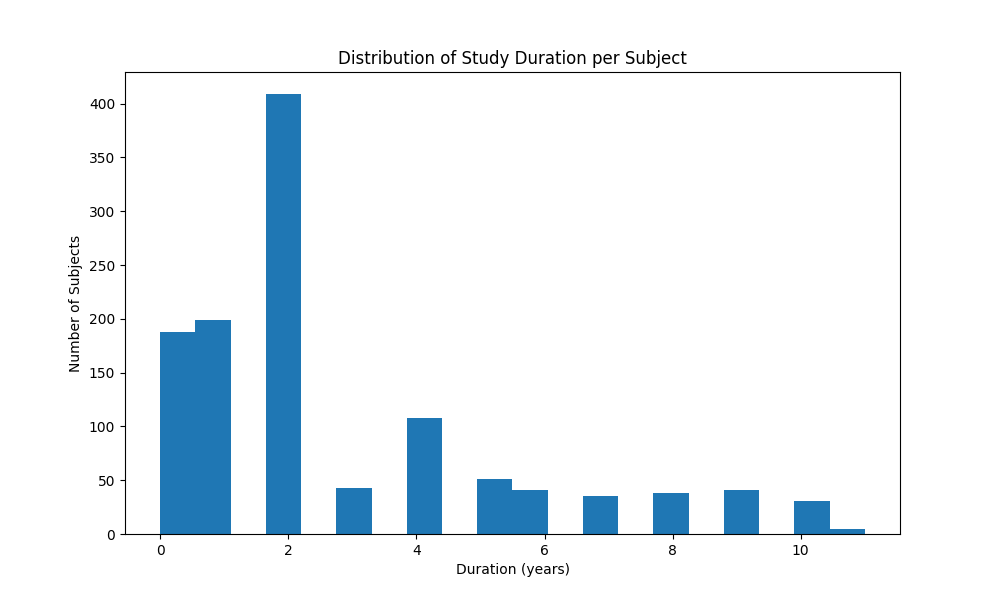 Distribution of Study Duration per Subject
400
350
300
250
200
150
100
50
0
Number of Subjects
0 2 4 6 8 10
Duration (years)